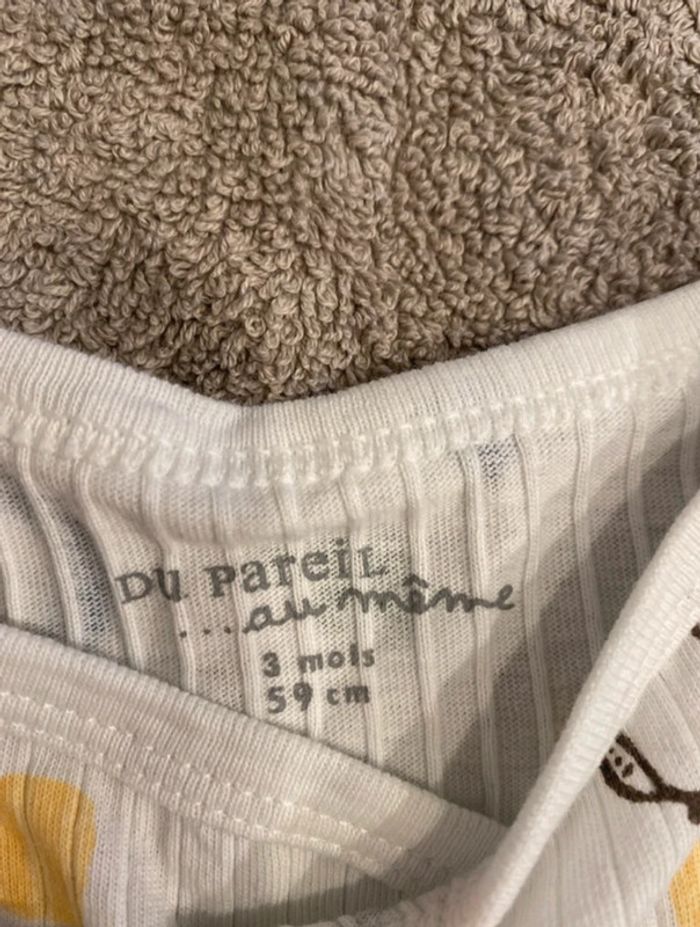 DU PareiL
...au même
3 mois
59 cm